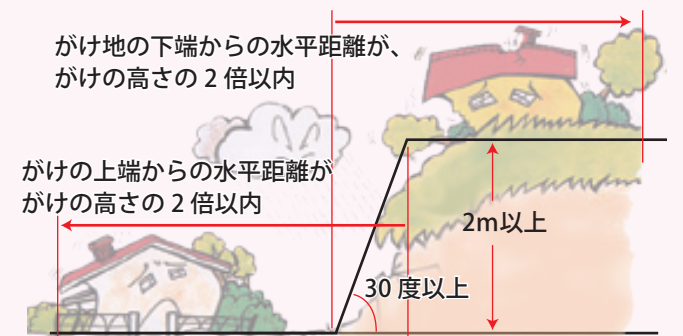 がけ地の下端からの水平距離が、
がけの高さの 2 倍以内
がけの上端からの水平距離が
がけの高さの 2 倍以内
2m以上
30 度以上